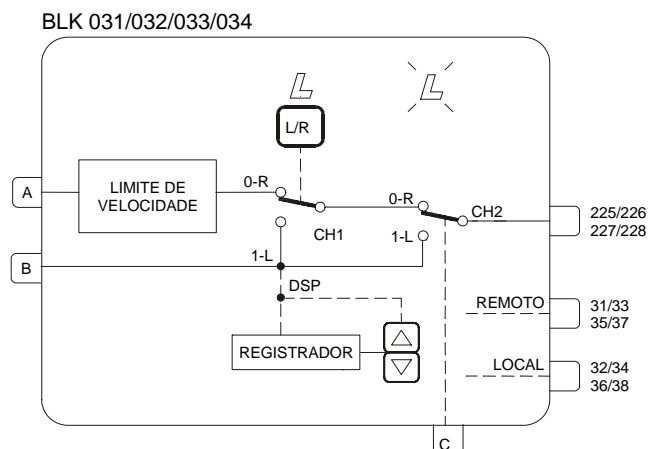 BLK 031/032/033/034
L
L
L/R
A
LIMITE DE
VELOCIDADE
0-R
CH1
1-L
0-R
CH2
1-L
225/226
227/228
B
DSP
REGISTRADOR
REMOTO
31/33
35/37
LOCAL
32/34
36/38
C